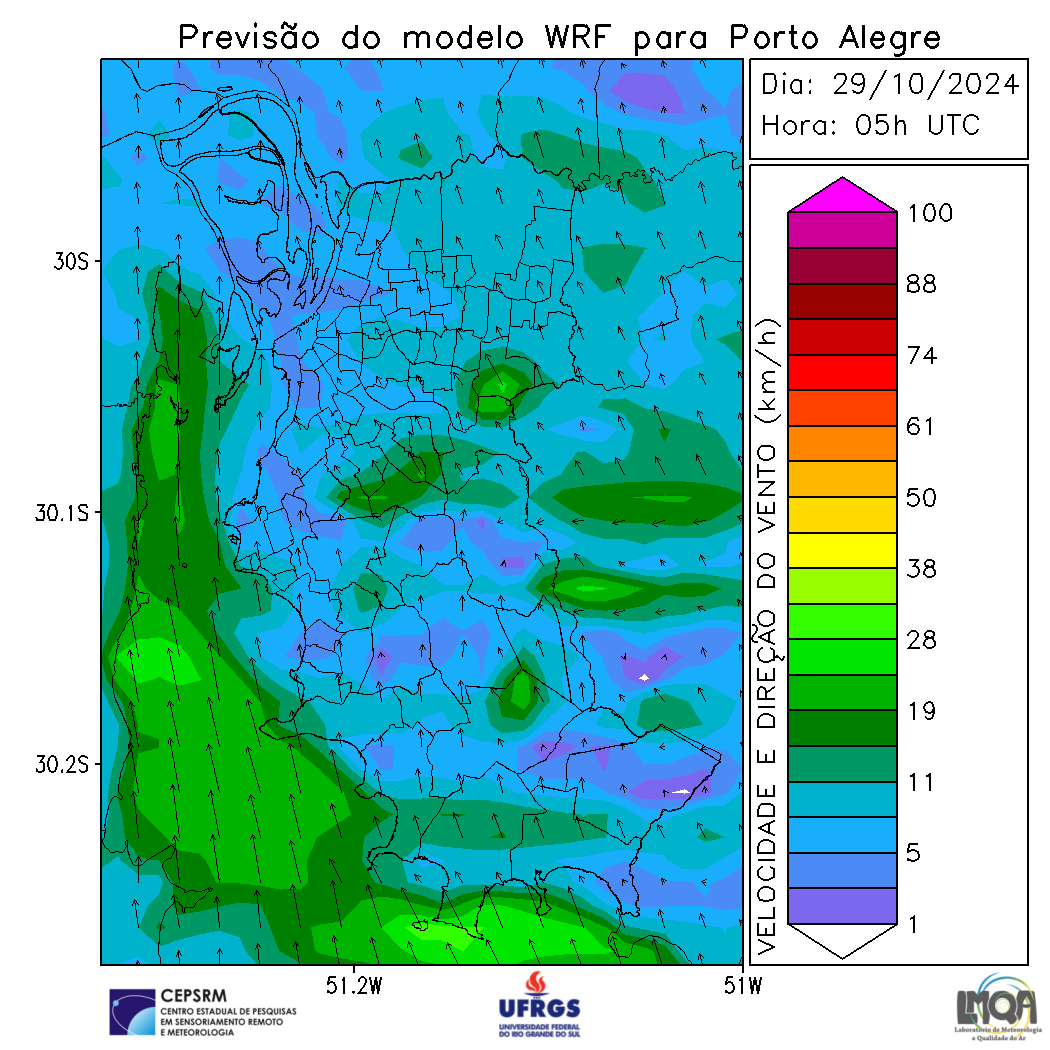 Previsão do modelo WRF para Porto Alegre
Dia: 29/10/2024
Hora: 05h UTC
30S
30.1S
30.2S
51.2W
51W
VELOCIDADE E DIREÇÃO DO VENTO (km/h)
100
88
74
61
50
38
28
19
11
5
1
CEPSRM
CENTRO ESTADUAL DE PESQUISAS
EM SENSORIAMENTO REMOTO
E METEOROLOGIA
UFRGS
UNIVERSIDADE FEDERAL
DO RIO GRANDE DO SUL
LMQA
Laboratório de Meteorologia
e Qualidade do Ar